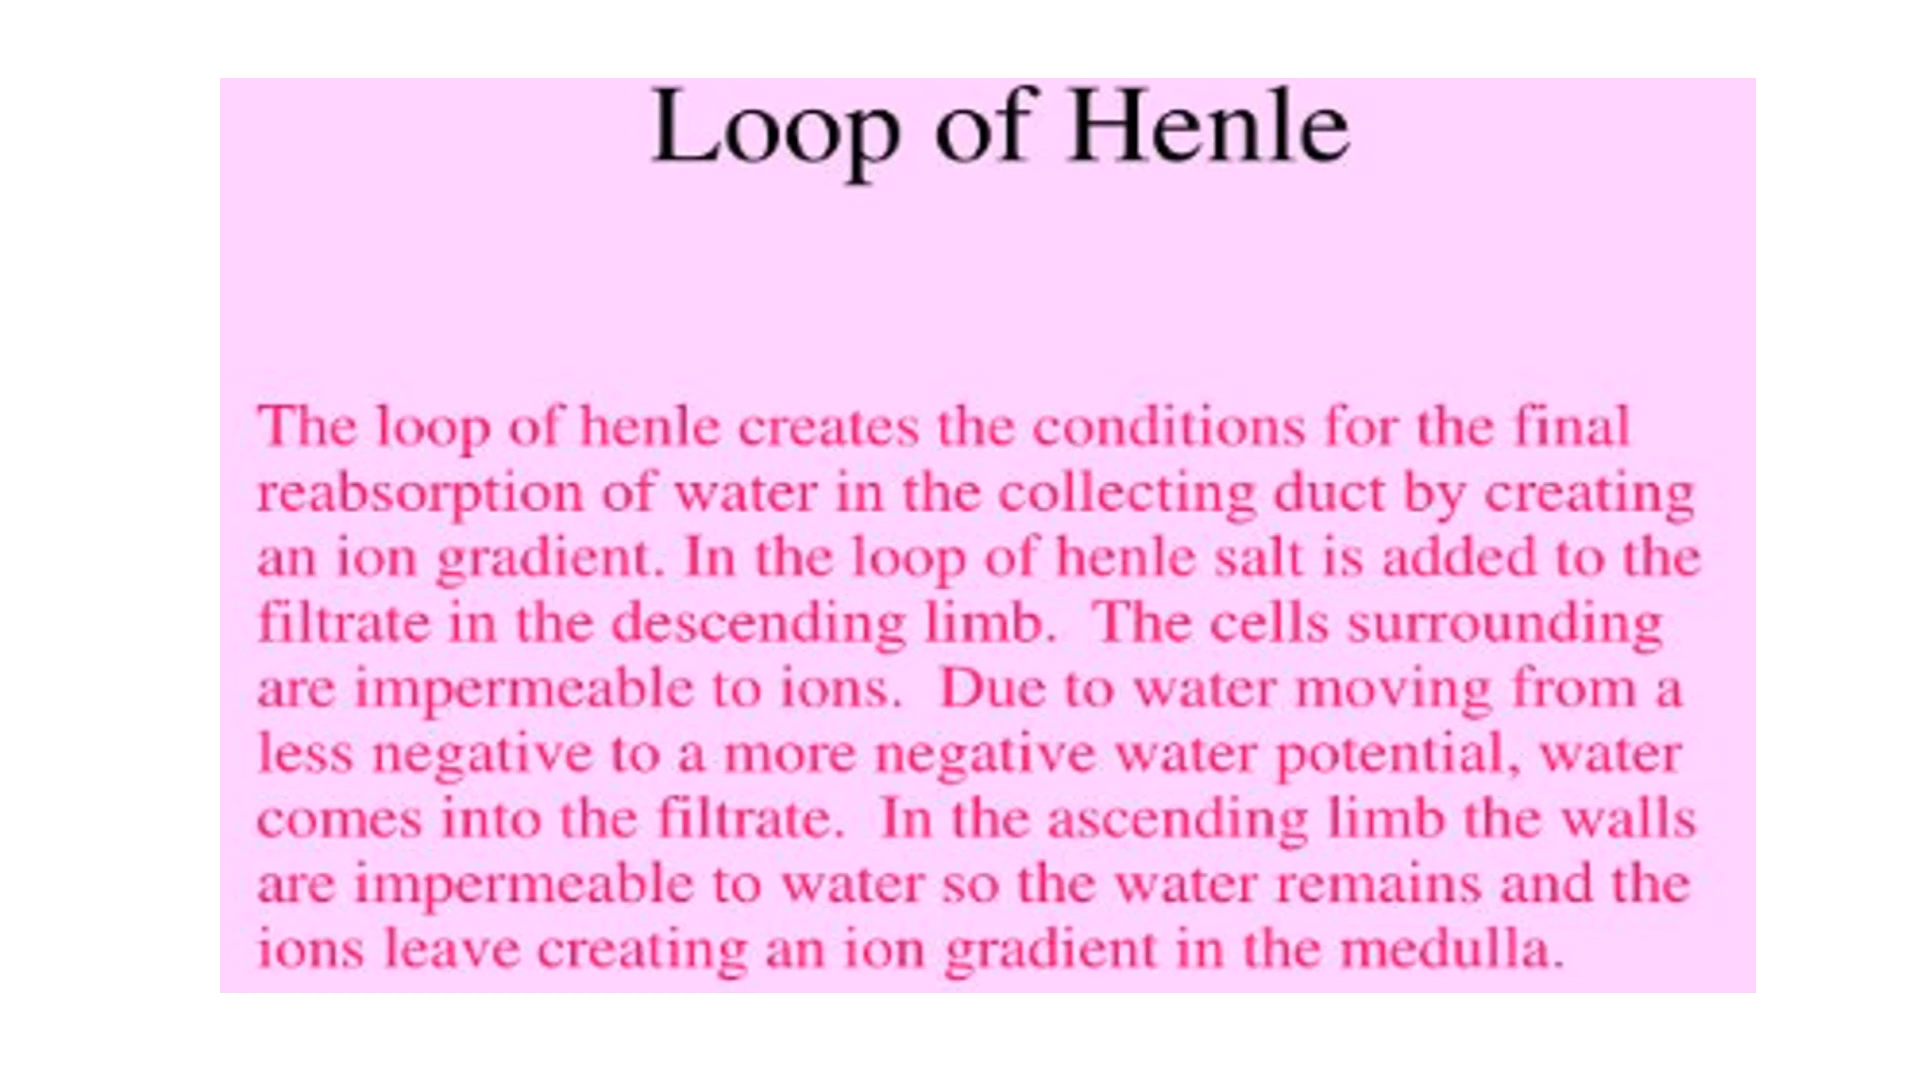 Loop of Henle
The loop of henle creates the conditions for the final
reabsorption of water in the collecting duct by creating
an ion gradient. In the loop of henle salt is added to the
filtrate in the descending limb.  The cells surrounding
are impermeable to ions.  Due to water moving from a
less negative to a more negative water potential, water
comes into the filtrate.  In the ascending limb the walls
are impermeable to water so the water remains and the
ions leave creating an ion gradient in the medulla.